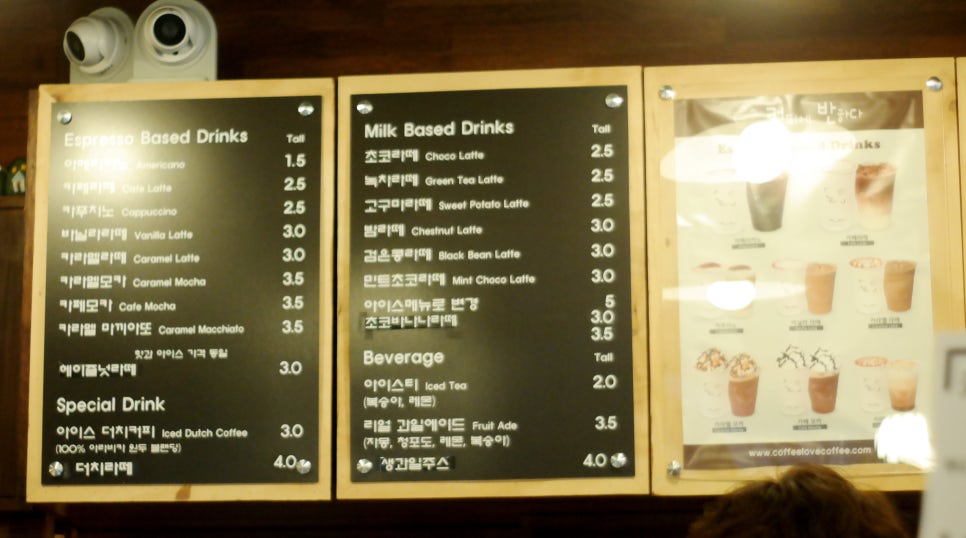 Espresso Based Drinks Tall
아메리카노 Americano 1.5
카페라떼 Cafe Latte 2.5
카푸치노 Cappuccino 2.5
바닐라라떼 Vanilla Latte 3.0
카라멜라떼 Caramel Latte 3.0
카라멜모카 Caramel Mocha 3.5
카페모카 Cafe Mocha 3.5
카라멜 마끼아또 Caramel Macchiato 3.5
핫과 아이스 가격 동일
헤이즐넛라떼 3.0
Special Drink
아이스 더치커피 Iced Dutch Coffee 3.0
(100% 아라비카 원두 블랜딩)
더치라떼 4.0
Milk Based Drinks Tall
초코라떼 Choco Latte 2.5
녹차라떼 Green Tea Latte 2.5
고구마라떼 Sweet Potato Latte 2.5
밤라떼 Chestnut Latte 3.0
검은콩라떼 Black Bean Latte 3.0
민트초코라떼 Mint Choco Latte 3.0
아이스메뉴로 변경 5
초코바나나라떼 3.0
3.5
Beverage Tall
아이스티 Iced Tea 2.0
(복숭아, 레몬)
리얼 과일에이드 Fruit Ade 3.5
(자몽, 청포도, 레몬, 복숭아)
생과일주스 4.0
커피에 반하다
Drinks
www.coffeelovecoffee.com